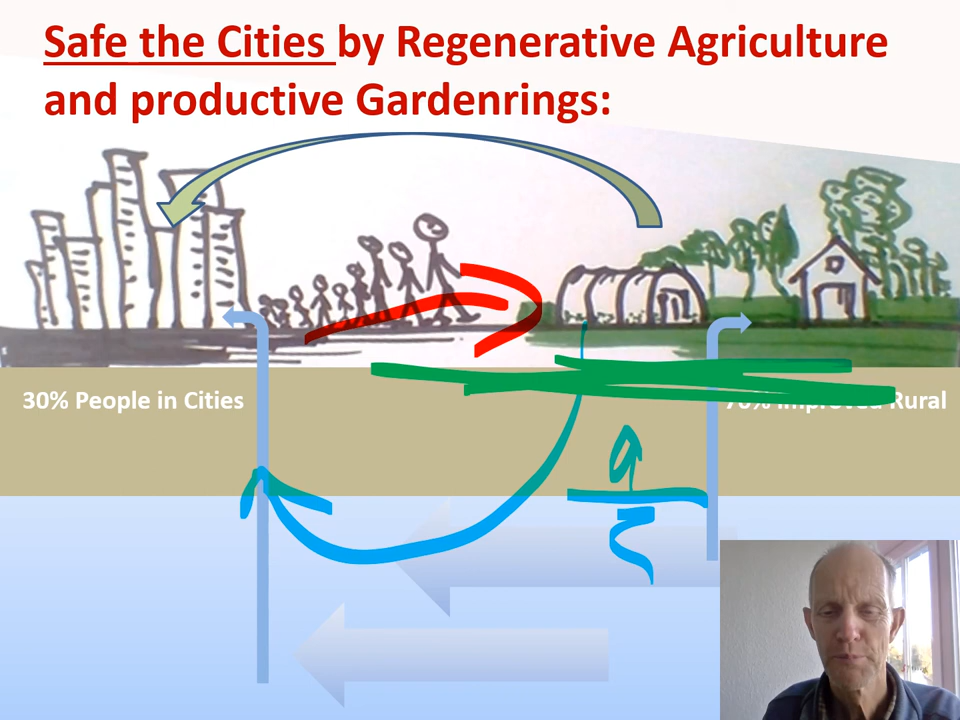 Safe the Cities by Regenerative Agriculture
and productive Gardenrings:
30% People in Cities
70% Improved Rural